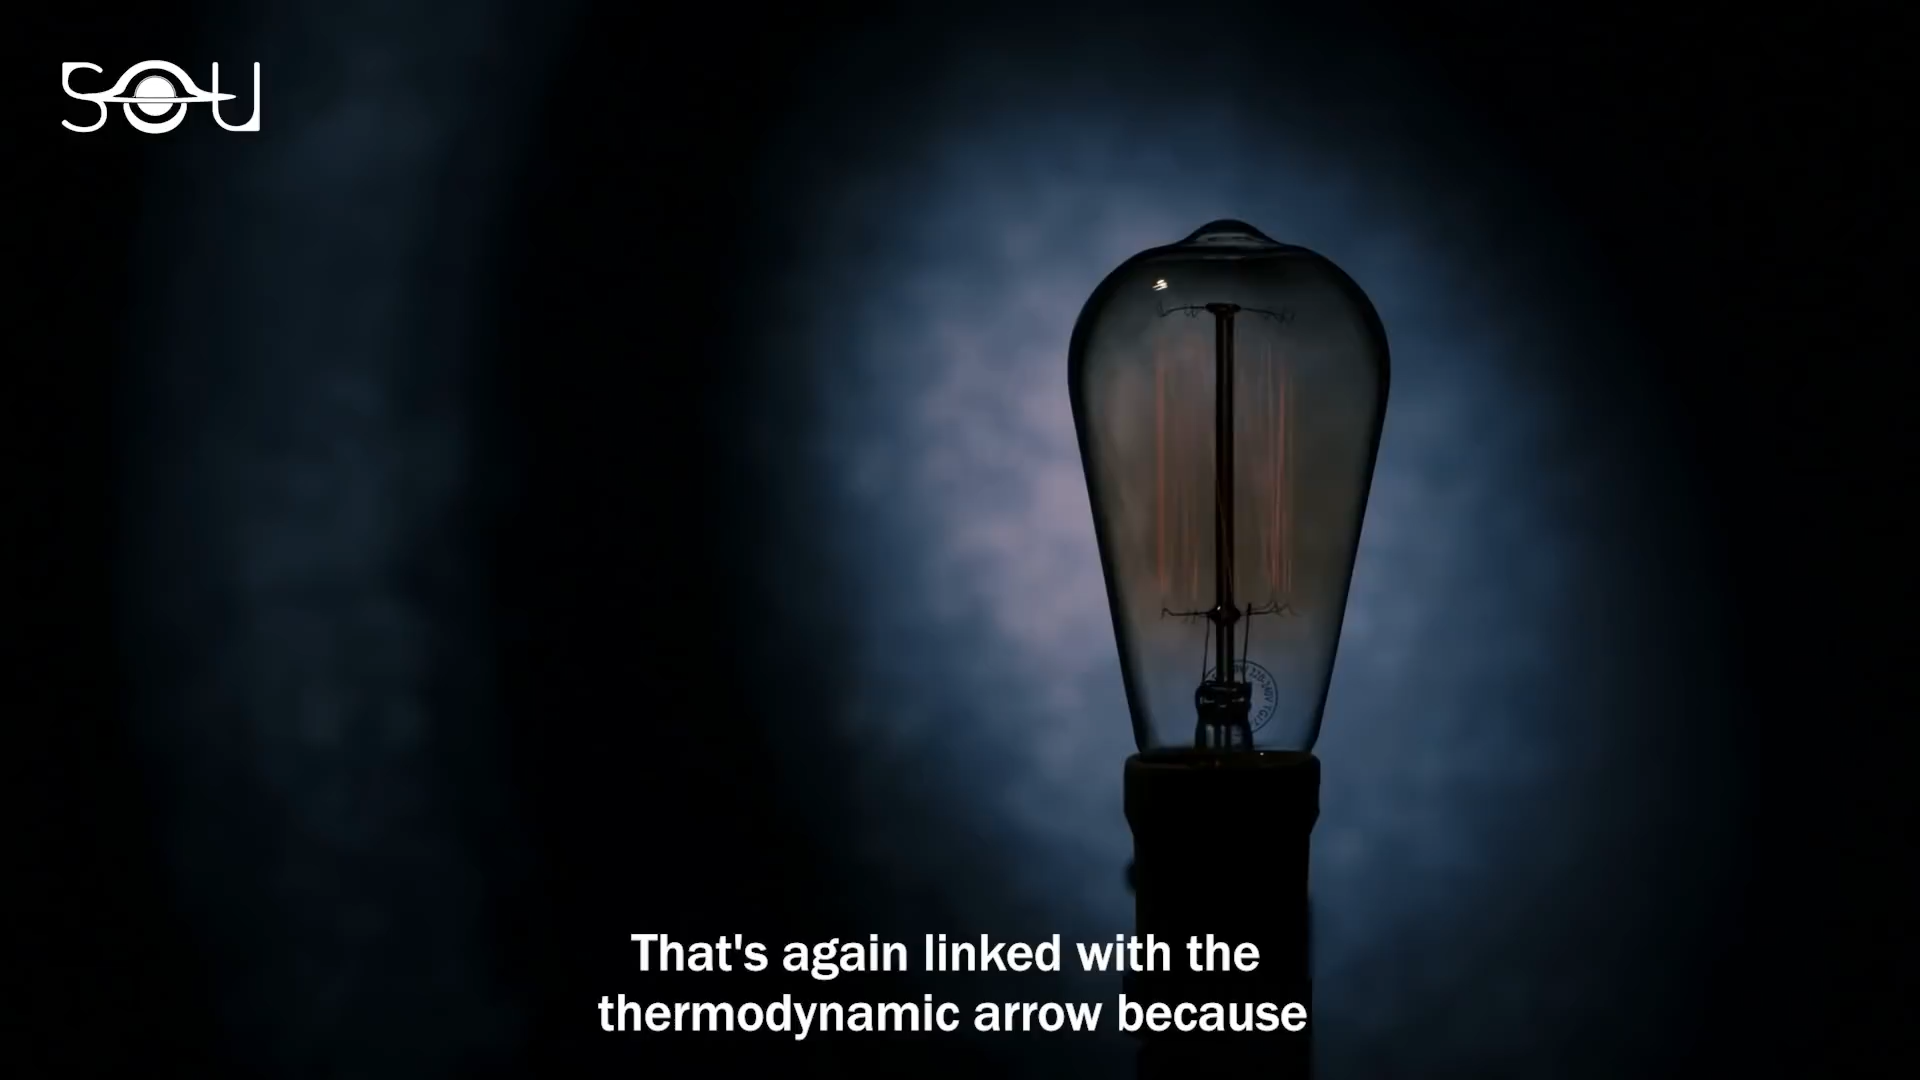 SOU
That's again linked with the
thermodynamic arrow because